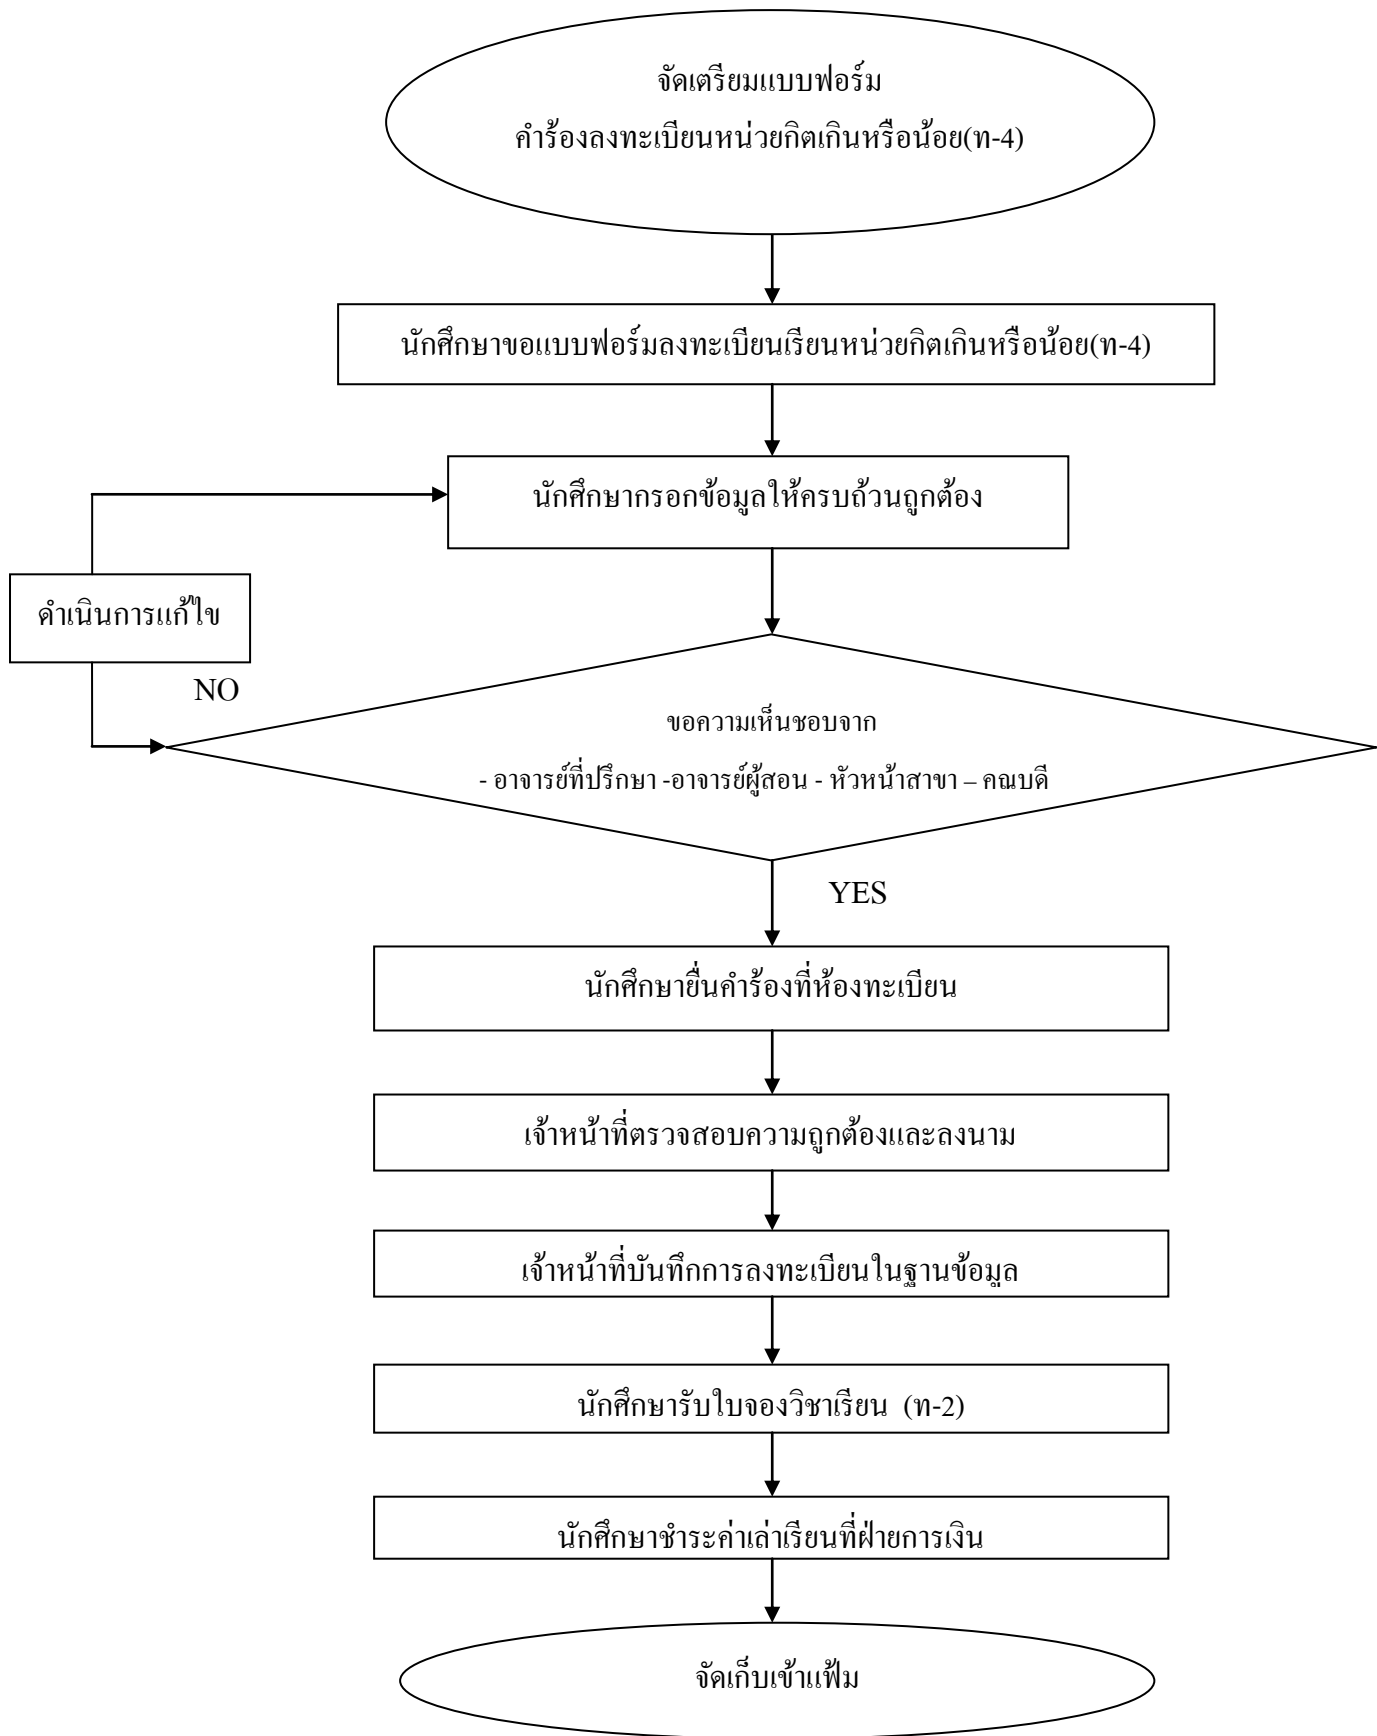 จัดเตรียมแบบฟอร์ม
คำร้องลงทะเบียนหน่วยกิตเกินหรือน้อย(ท-4)
นักศึกษาขอแบบฟอร์มลงทะเบียนเรียนหน่วยกิตเกินหรือน้อย(ท-4)
นักศึกษากรอกข้อมูลให้ครบถ้วนถูกต้อง
ดำเนินการแก้ไข
NO
ขอความเห็นชอบจาก
- อาจารย์ที่ปรึกษา -อาจารย์ผู้สอน - หัวหน้าสาขา – คณบดี
YES
นักศึกษายื่นคำร้องที่ห้องทะเบียน
เจ้าหน้าที่ตรวจสอบความถูกต้องและลงนาม
เจ้าหน้าที่บันทึกการลงทะเบียนในฐานข้อมูล
นักศึกษารับใบจองวิชาเรียน (ท-2)
นักศึกษาชำระค่าเล่าเรียนที่ฝ่ายการเงิน
จัดเก็บเข้าแฟ้ม